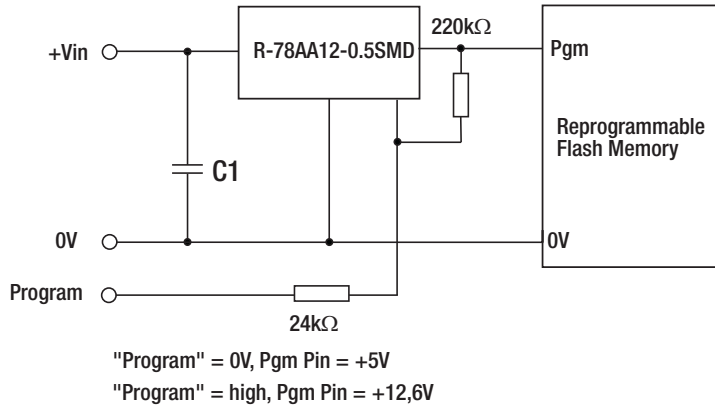 220kΩ
+Vin
R-78AA12-0.5SMD
Pgm
Reprogrammable
Flash Memory
C1
0V
0V
Program
24kΩ
"Program" = 0V, Pgm Pin = +5V
"Program" = high, Pgm Pin = +12,6V